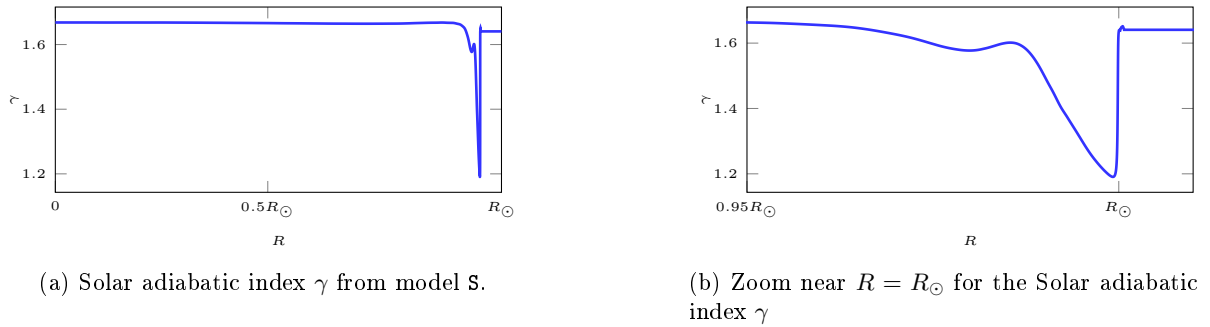 1.6
1.4
1.2
γ
0
0.5R⊙
R⊙
R
(a) Solar adiabatic index γ from model S.
1.6
1.4
1.2
γ
0.95R⊙
R⊙
R
(b) Zoom near R = R⊙ for the Solar adiabatic
index γ